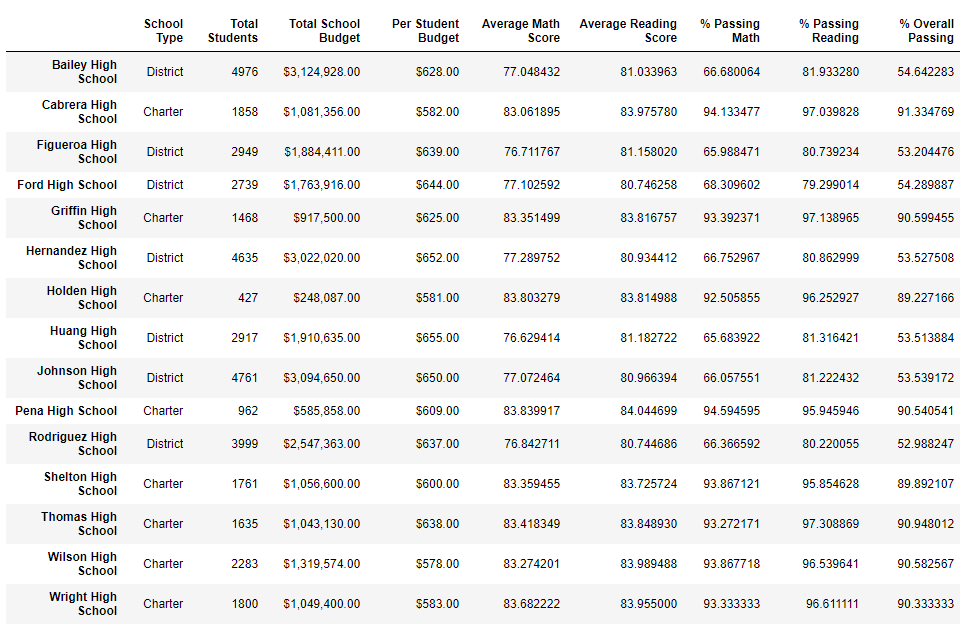 School Type Total Students Total School Budget Per Student Budget Average Math Score Average Reading Score % Passing Math % Passing Reading % Overall Passing
Bailey High School District 4976 $3,124,928.00 $628.00 77.048432 81.033963 66.680064 81.933280 54.642283
Cabrera High School Charter 1858 $1,081,356.00 $582.00 83.061895 83.975780 94.133477 97.039828 91.334769
Figueroa High School District 2949 $1,884,411.00 $639.00 76.711767 81.158020 65.988471 80.739234 53.204476
Ford High School District 2739 $1,763,916.00 $644.00 77.102592 80.746258 68.309602 79.299014 54.289887
Griffin High School Charter 1468 $917,500.00 $625.00 83.351499 83.816757 93.392371 97.138965 90.599455
Hernandez High School District 4635 $3,022,020.00 $652.00 77.289752 80.934412 66.752967 80.862999 53.527508
Holden High School Charter 427 $248,087.00 $581.00 83.803279 83.814988 92.505855 96.252927 89.227166
Huang High School District 2917 $1,910,635.00 $655.00 76.629414 81.182722 65.683922 81.316421 53.513884
Johnson High School District 4761 $3,094,650.00 $650.00 77.072464 80.966394 66.057551 81.222432 53.539172
Pena High School Charter 962 $585,858.00 $609.00 83.839917 84.044699 94.594595 95.945946 90.540541
Rodriguez High School District 3999 $2,547,363.00 $637.00 76.842711 80.744686 66.366592 80.220055 52.988247
Shelton High School Charter 1761 $1,056,600.00 $600.00 83.359455 83.725724 93.867121 95.854628 89.892107
Thomas High School Charter 1635 $1,043,130.00 $638.00 83.418349 83.848930 93.272171 97.308869 90.948012
Wilson High School Charter 2283 $1,319,574.00 $578.00 83.274201 83.989488 93.867718 96.539641 90.582567
Wright High School Charter 1800 $1,049,400.00 $583.00 83.682222 83.955000 93.333333 96.611111 90.333333